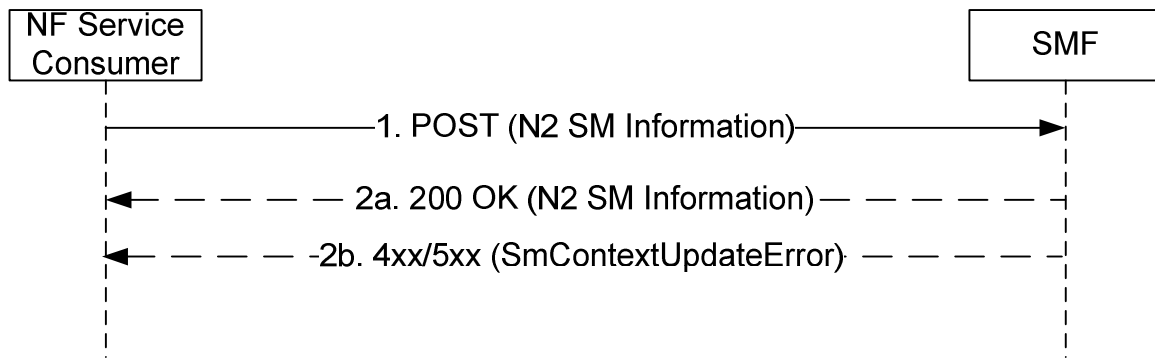 NF Service
Consumer
SMF
1. POST (N2 SM Information)
2a. 200 OK (N2 SM Information)
2b. 4xx/5xx (SmContextUpdateError)